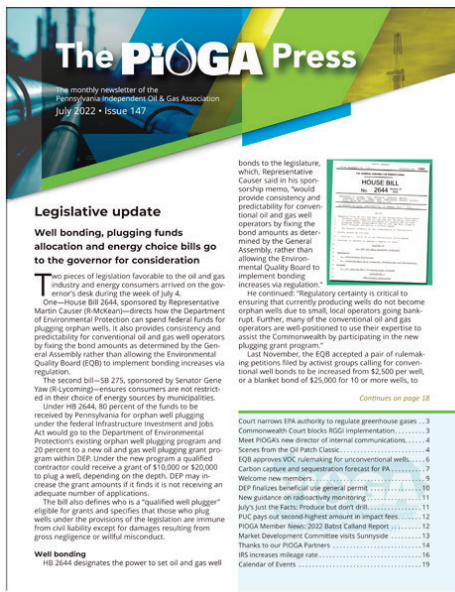 The PIOGA Press
The monthly newsletter of the
Pennsylvania Independent Oil & Gas Association
July 2022 • Issue 147
Legislative update
Well bonding, plugging funds
allocation and energy choice bills go
to the governor for consideration
Two pieces of legislation favorable to the oil and gas
industry and energy consumers arrived on the gov-
ernor's desk during the week of July 4.
One—House Bill 2644, sponsored by Representative
Martin Causer (R-McKean)—directs how the Department
of Environmental Protection can spend federal funds for
plugging orphan wells. It also provides consistency and
predictability for conventional oil and gas well operators
by fixing the bond amounts as determined by the Gen-
eral Assembly rather than allowing the Environmental
Quality Board (EQB) to implement bonding increases via
regulation.
The second bill—SB 275, sponsored by Senator Gene
Yaw (R-Lycoming)—ensures consumers are not restrict-
ed in their choice of energy sources by municipalities.
Under HB 2644, 80 percent of the funds to be
received by Pennsylvania for orphan well plugging
under the federal Infrastructure Investment and Jobs
Act would go to the Department of Environmental
Protection's existing orphan well plugging program and
20 percent to a new oil and gas well plugging grant pro-
gram within DEP. Under the new program a qualified
contractor could receive a grant of $10,000 or $20,000
to plug a well, depending on the depth. DEP may in-
crease the grant amounts if it finds it is not receiving an
adequate number of applications.
The bill also defines who is a "qualified well plugger"
eligible for grants and specifies that those who plug
wells under the provisions of the legislation are immune
from civil liability except for damages resulting from
gross negligence or willful misconduct.
Well bonding
HB 2644 designates the power to set oil and gas well
bonds to the legislature,
which, Representative
Causer said in his spon-
sorship memo, "would
provide consistency and
predictability for conven-
tional oil and gas well
operators by fixing the
bond amounts as deter-
mined by the General
Assembly, rather than
allowing the Environ-
mental Quality Board to
implement bonding
increases via regulation."
HOUSE BILL
No. 2644
He continued: "Regulatory certainty is critical to
ensuring that currently producing wells do not become
orphan wells due to small, local operators going bank-
rupt. Further, many of the conventional oil and gas
operators are well-positioned to use their expertise to
assist the Commonwealth by participating in the new
plugging grant program."
Last November, the EQB accepted a pair of rulemak-
ing petitions filed by activist groups calling for conven-
tional well bonds to be increased from $2,500 per well,
or a blanket bond of $25,000 for 10 or more wells, to
Continues on page 18
Court narrows EPA authority to regulate greenhouse gases . . 3
Commonwealth Court blocks RGGI implementation . . . . . . . . 3
Meet PIOGA's new director of internal communications. . . . . 4
Scenes from the Oil Patch Classic . . . . . . . . . . . . . . . . . . . . 4
EQB approves VOC rulemaking for unconventional wells. . . . 6
Carbon capture and sequestration forecast for PA . . . . . . . . 7
Welcome new members . . . . . . . . . . . . . . . . . . . . . . . . . . 9
DEP finalizes beneficial use general permit . . . . . . . . . . . . . 10
New guidance on radioactivity monitoring . . . . . . . . . . . . . 11
July's Just the Facts: Produce but don't drill. . . . . . . . . . . . 11
PUC pays out second-highest amount in impact fees. . . . . . 12
PIOGA Member News: 2022 Babst Calland Report . . . . . . . . 12
Market Development Committee visits Sunnyside . . . . . . . . 13
Thanks to our PIOGA Partners . . . . . . . . . . . . . . . . . . . . . 14
IRS increases mileage rate . . . . . . . . . . . . . . . . . . . . . . . . 16
Calendar of Events . . . . . . . . . . . . . . . . . . . . . . . . . . . . . 19